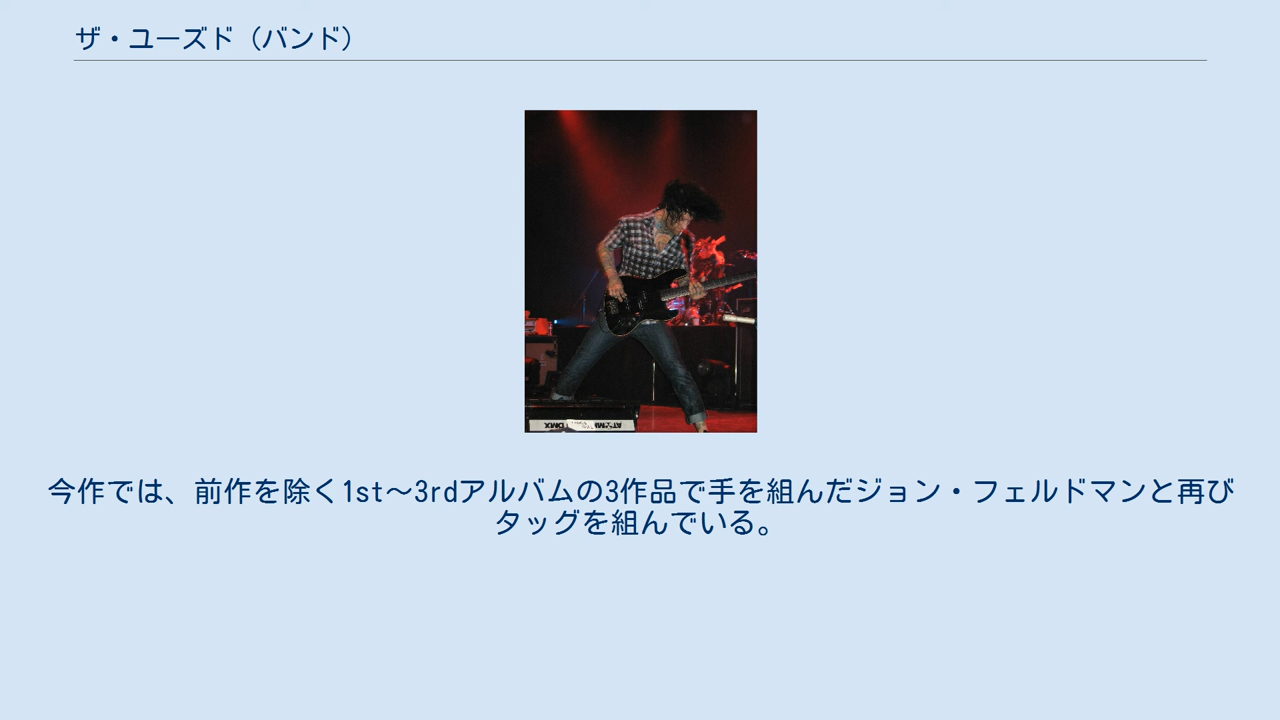 ザ・ユーズド（バンド）
今作では、前作を除く1st～3rdアルバムの3作品で手を組んだジョン・フェルドマンと再び
タッグを組んでいる。
DMX